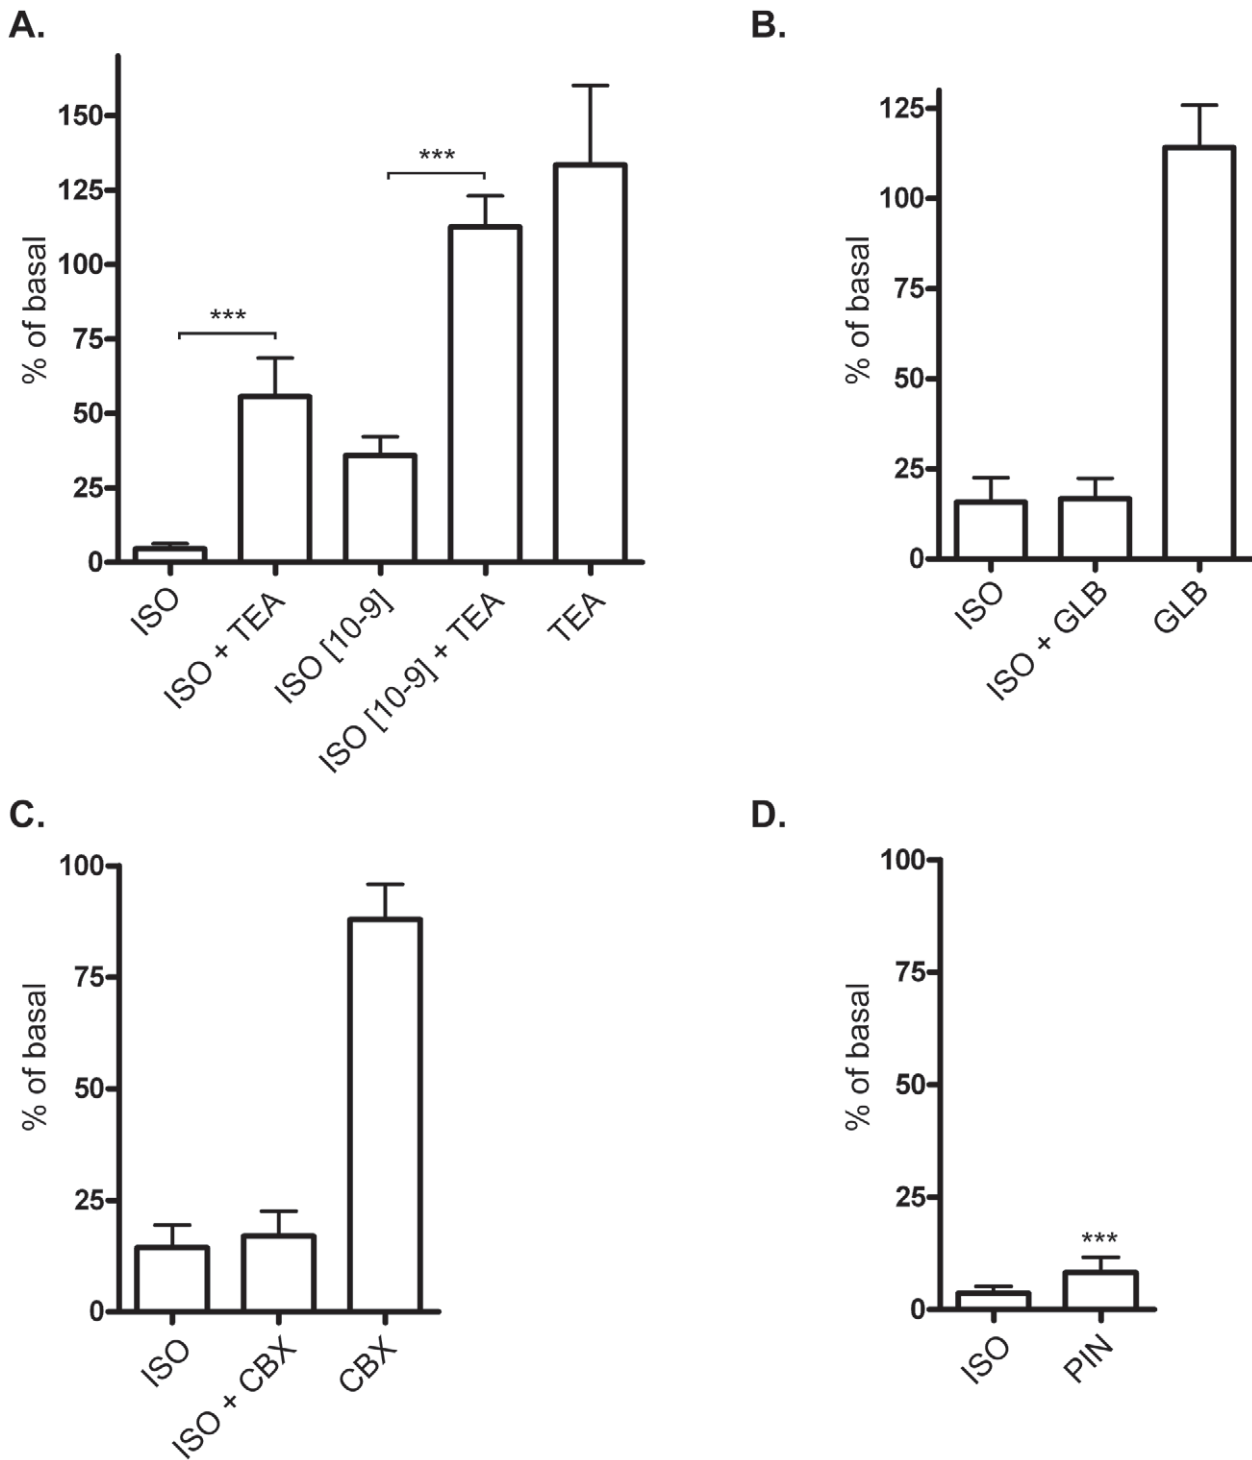 A.
% of basal
150
125
100
75
50
25
0
***
***
ISO
ISO + TEA
ISO [10-9]
ISO [10-9] + TEA
TEA
B.
% of basal
125
100
75
50
25
0
ISO
ISO + GLB
GLB
C.
% of basal
100
75
50
25
0
ISO
ISO + CBX
CBX
D.
% of basal
100
75
50
25
0
***
ISO
PIN